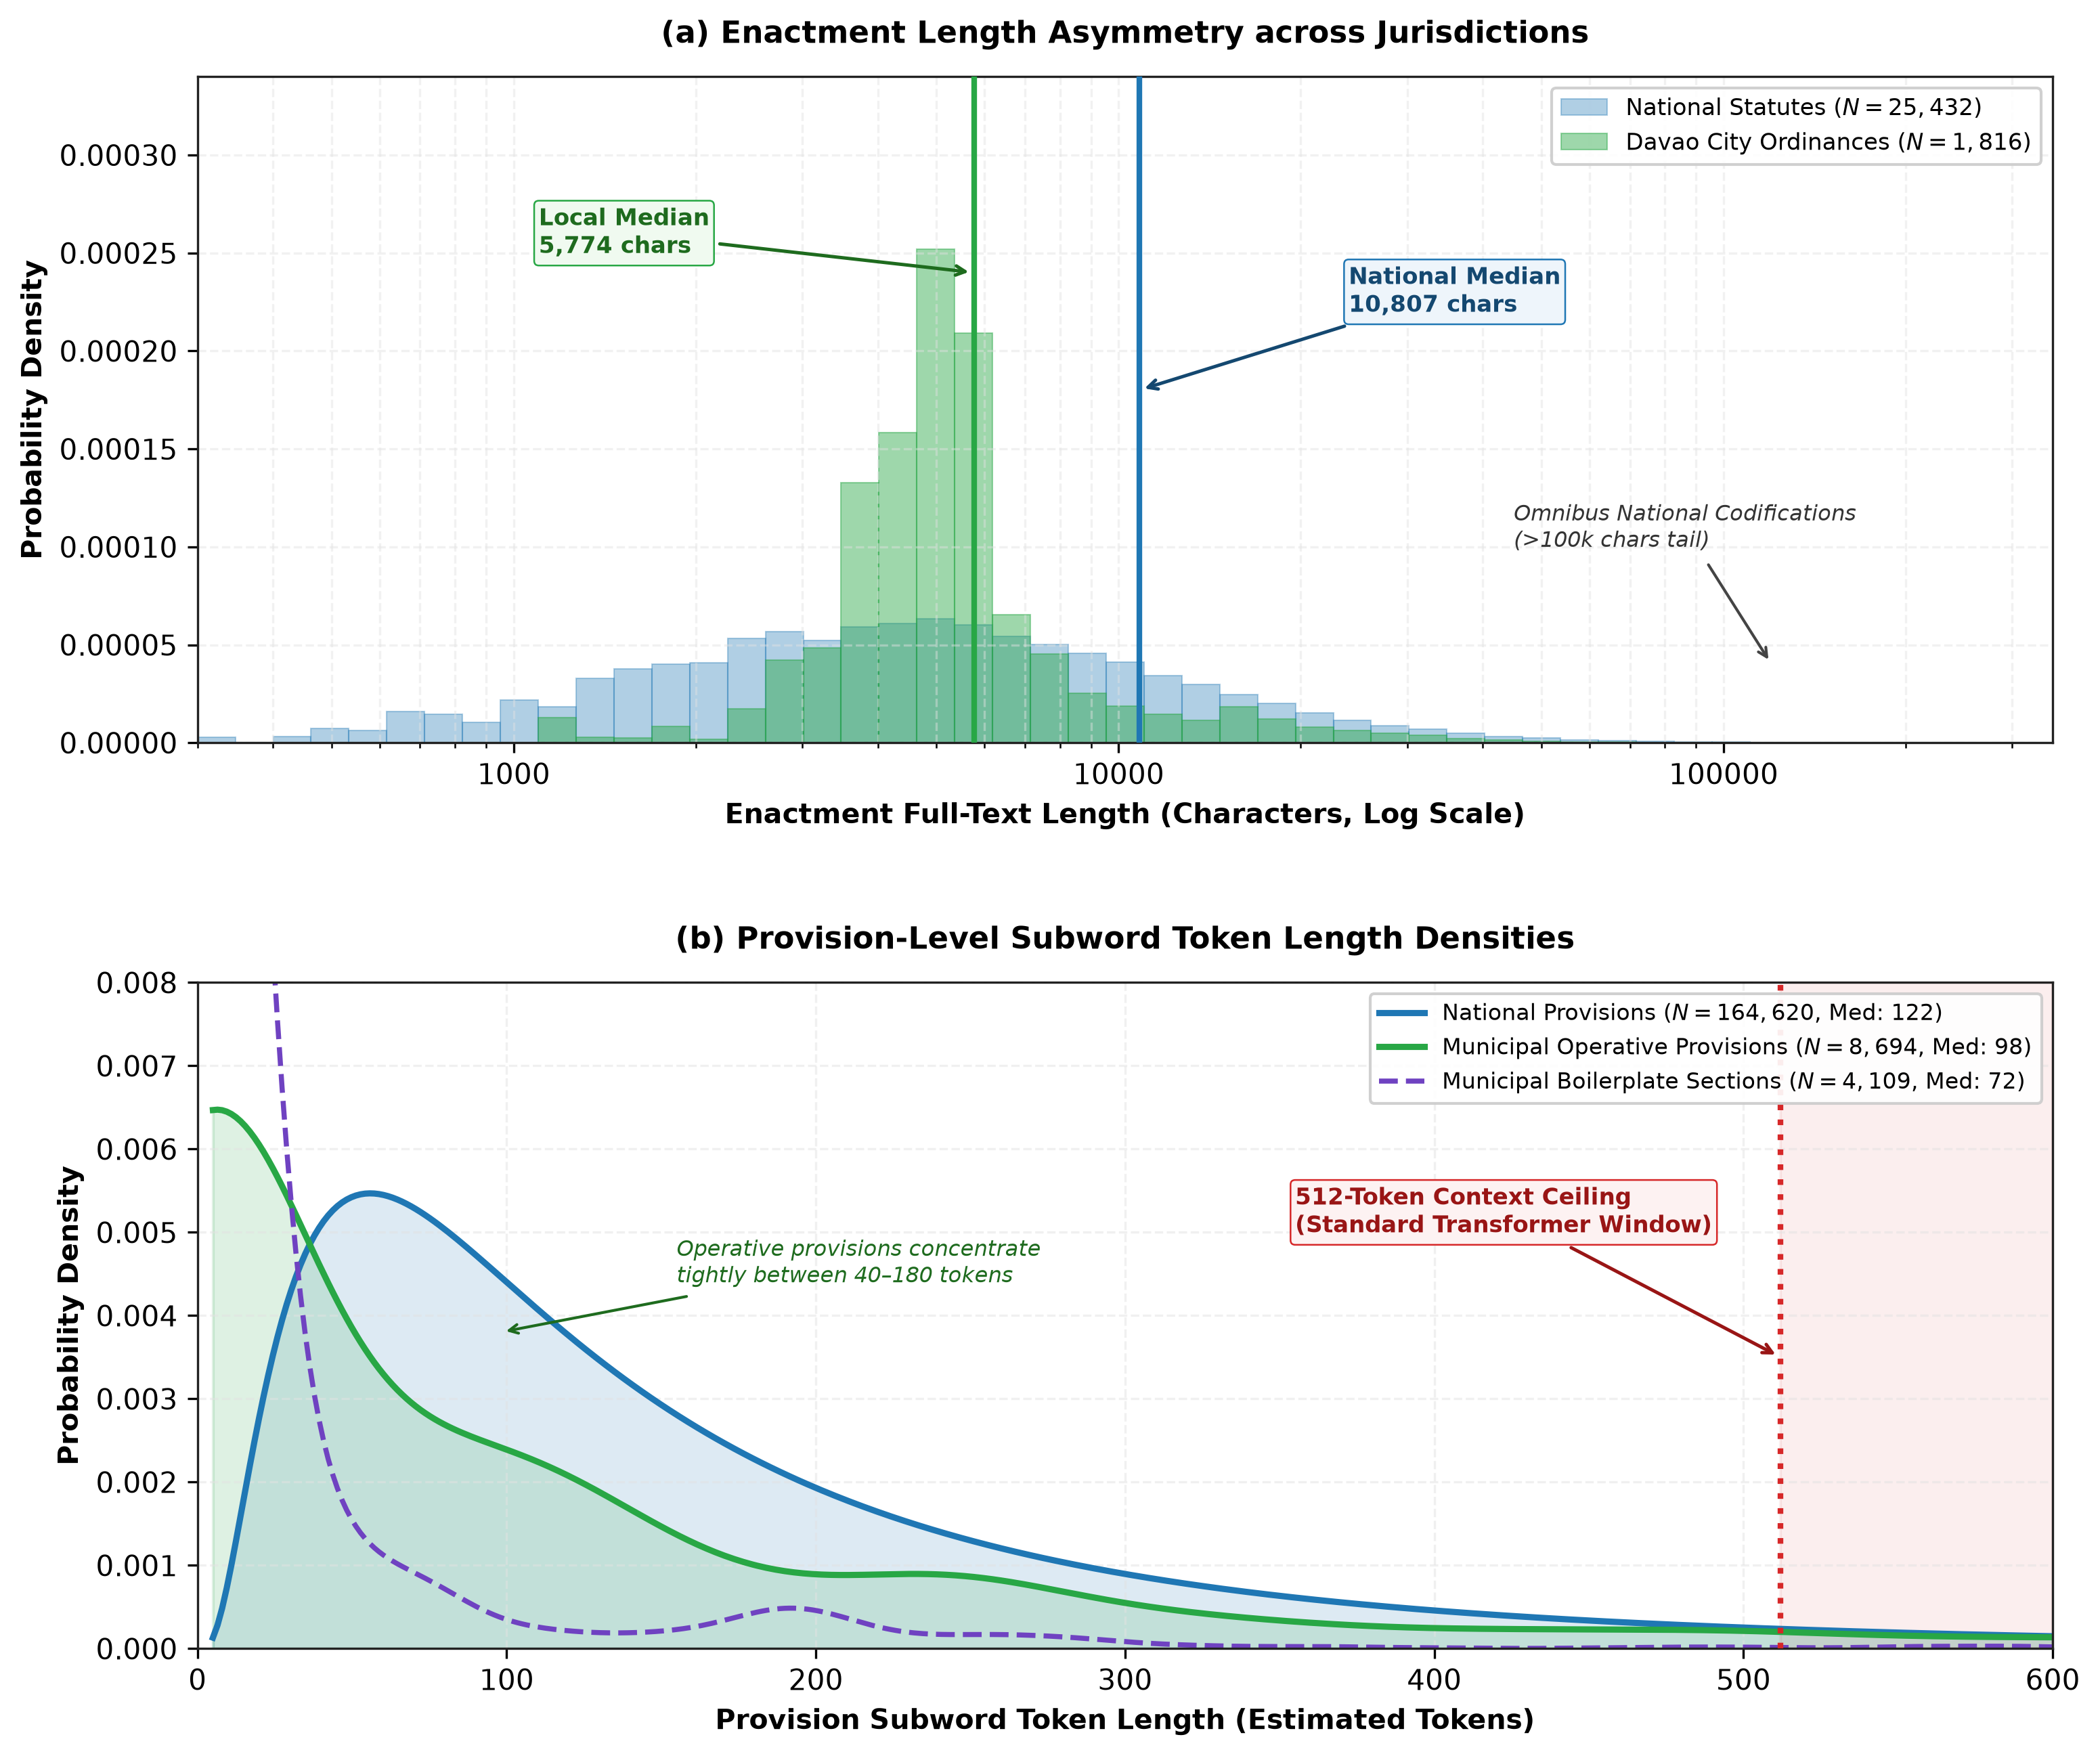 (a) Enactment Length Asymmetry across Jurisdictions
National Statutes (N = 25, 432)
Davao City Ordinances (N = 1, 816)
Local Median
5,774 chars
National Median
10,807 chars
Omnibus National Codifications
(>100k chars tail)
Probability Density
0.00030
0.00025
0.00020
0.00015
0.00010
0.00005
0.00000
1000
10000
100000
Enactment Full-Text Length (Characters, Log Scale)
(b) Provision-Level Subword Token Length Densities
National Provisions (N = 164, 620, Med: 122)
Municipal Operative Provisions (N = 8, 694, Med: 98)
Municipal Boilerplate Sections (N = 4, 109, Med: 72)
512-Token Context Ceiling
(Standard Transformer Window)
Operative provisions concentrate
tightly between 40–180 tokens
Probability Density
0.008
0.007
0.006
0.005
0.004
0.003
0.002
0.001
0.000
0
100
200
300
400
500
600
Provision Subword Token Length (Estimated Tokens)